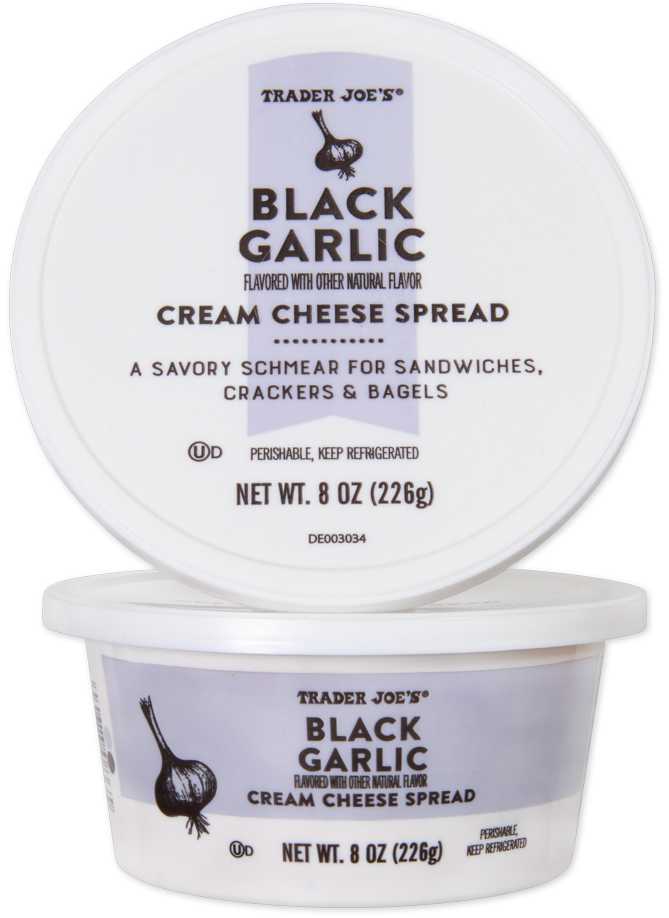 TRADER JOE'S®
BLACK
GARLIC
FLAVORED WITH OTHER NATURAL FLAVOR
CREAM CHEESE SPREAD
A SAVORY SCHMEAR FOR SANDWICHES,
CRACKERS & BAGELS
UD PERISHABLE, KEEP REFRIGERATED
NET WT. 8 OZ (226g)
DE003034
TRADER JOE'S®
BLACK
GARLIC
FLAVORED WITH OTHER NATURAL FLAVOR
CREAM CHEESE SPREAD
UD NET WT. 8 OZ (226g)
PERISHABLE,
KEEP REFRIGERATED